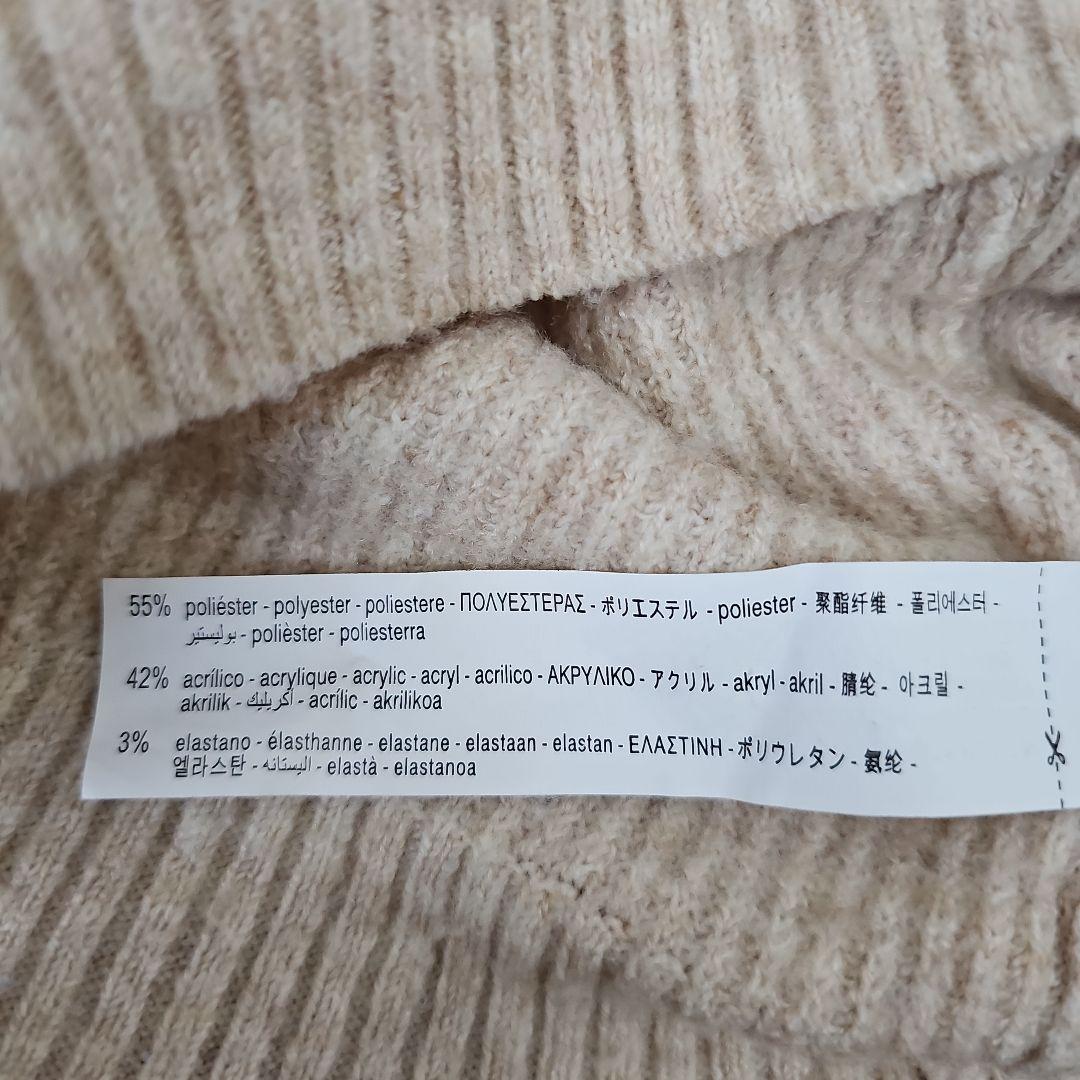 55% poliéster - polyester - poliestere - ΠΟΛΥΕΣΤΕΡΑΣ - ポリエステル - poliester - 聚酯纤维 - 폴리에스터 -
بوليستير - polièster - poliesterra
42% acrílico - acrylique - acrylic - acryl - acrilico - ΑΚΡΥΛΙΚΟ - アクリル - akryl - akril - 腈纶 - 아크릴 -
akrilik - أكريليك - acrílic - akrilikoa
3% elastano - élasthanne - elastane - elastaan - elastan - ΕΛΑΣΤΙΝΗ - ポリウレタン - 氨纶 -
엘라스탄 - اليستانه - elastà - elastanoa